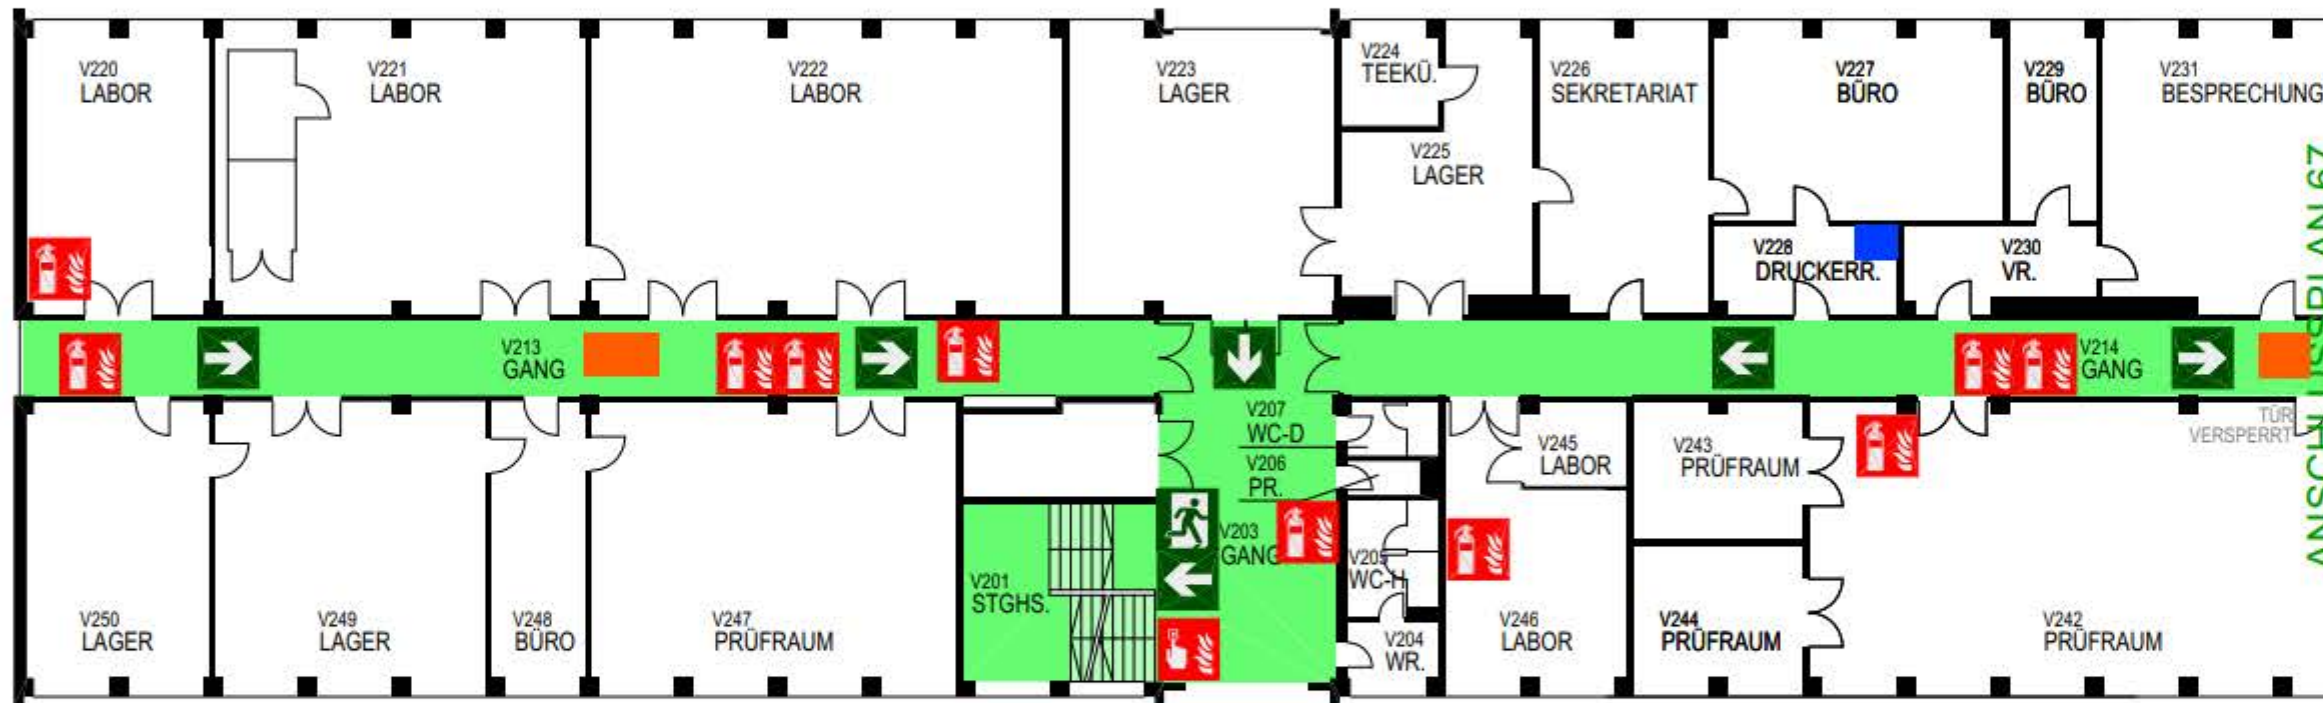 V220
LABOR
V221
LABOR
V222
LABOR
V223
LAGER
V224
TEEKÜ.
V225
LAGER
V226
SEKRETARIAT
V227
BÜRO
V229
BÜRO
V231
BESPRECHUNG
V228
DRUCKERR.
V230
VR.
V213
GANG
V214
GANG
V207
WC-D
V206
PR.
V203
GANG
V205
WC-H
V204
WR.
V201
STGHS.
V250
LAGER
V249
LAGER
V248
BÜRO
V247
PRÜFRAUM
V245
LABOR
V246
LABOR
V243
PRÜFRAUM
V244
PRÜFRAUM
V242
PRÜFRAUM
TÜR
VERSPERRT